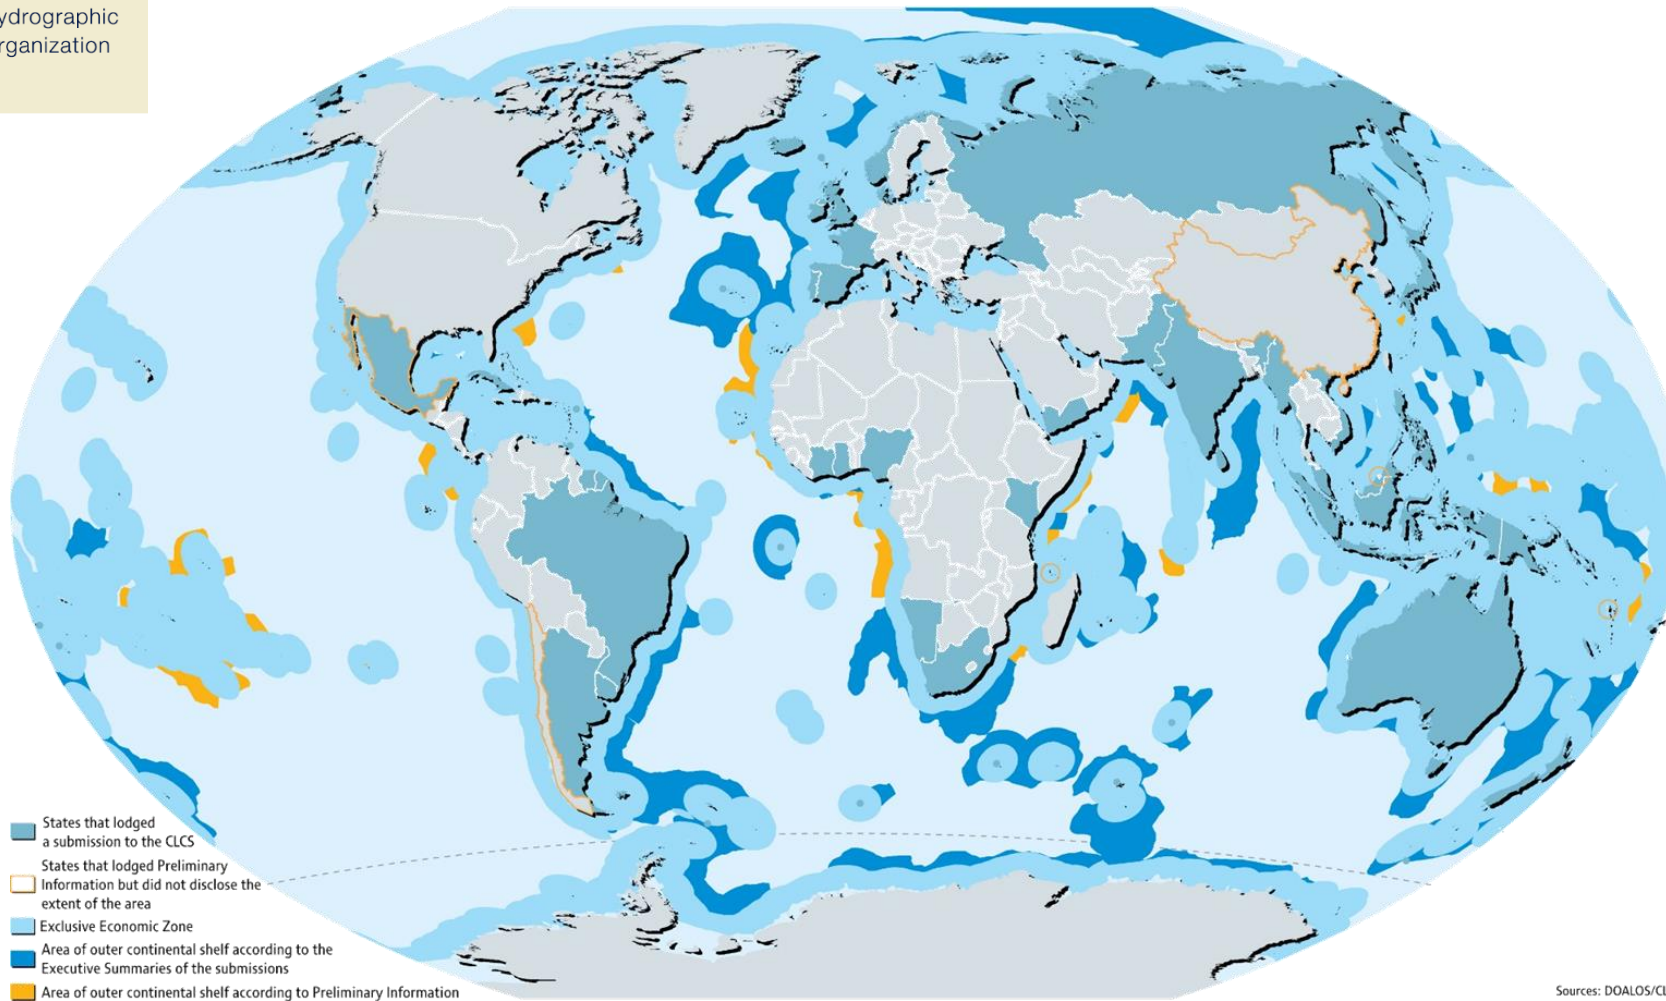 ydrographic
rganization
States that lodged
a submission to the CLCS
States that lodged Preliminary
Information but did not disclose the
extent of the area
Exclusive Economic Zone
Area of outer continental shelf according to the
Executive Summaries of the submissions
Area of outer continental shelf according to Preliminary Information
Sources: DOALOS/CL